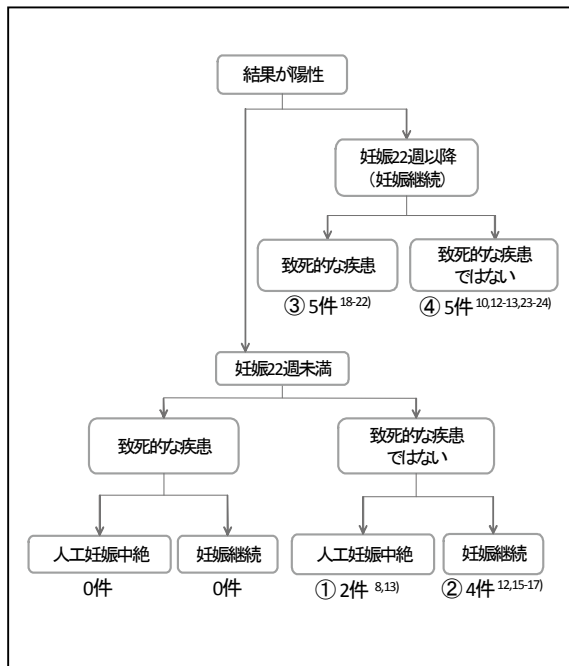 結果が陽性
妊娠22週以降
（妊娠継続）
致死的な疾患
致死的な疾患
ではない
③ 5件 18-22)
④ 5件 10,12-13,23-24)
妊娠22週未満
致死的な疾患
致死的な疾患
ではない
人工妊娠中絶
妊娠継続
人工妊娠中絶
妊娠継続
0件
0件
① 2件 8,13)
② 4件 12,15-17)